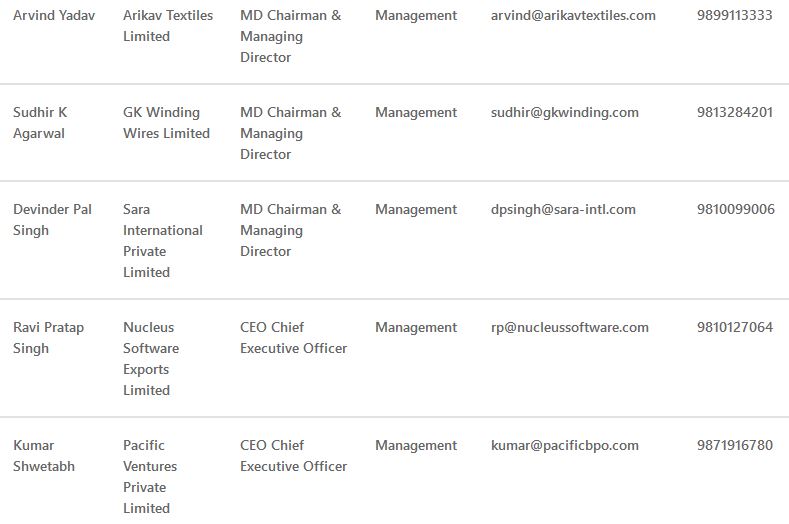 Arvind Yadav Arikav Textiles MD Chairman & Management arvind@arikavtextiles.com 9899113333
Limited Managing
Director
Sudhir K GK Winding MD Chairman & Management sudhir@gkwinding.com 9813284201
Agarwal Wires Limited Managing
Director
Devinder Pal Sara MD Chairman & Management dpsingh@sara-intl.com 9810099006
Singh International Managing
Private Director
Limited
Ravi Pratap Nucleus CEO Chief Management rp@nucleussoftware.com 9810127064
Singh Software Executive Officer
Exports
Limited
Kumar Pacific CEO Chief Management kumar@pacificbpo.com 9871916780
Shwetabh Ventures Executive Officer
Private
Limited